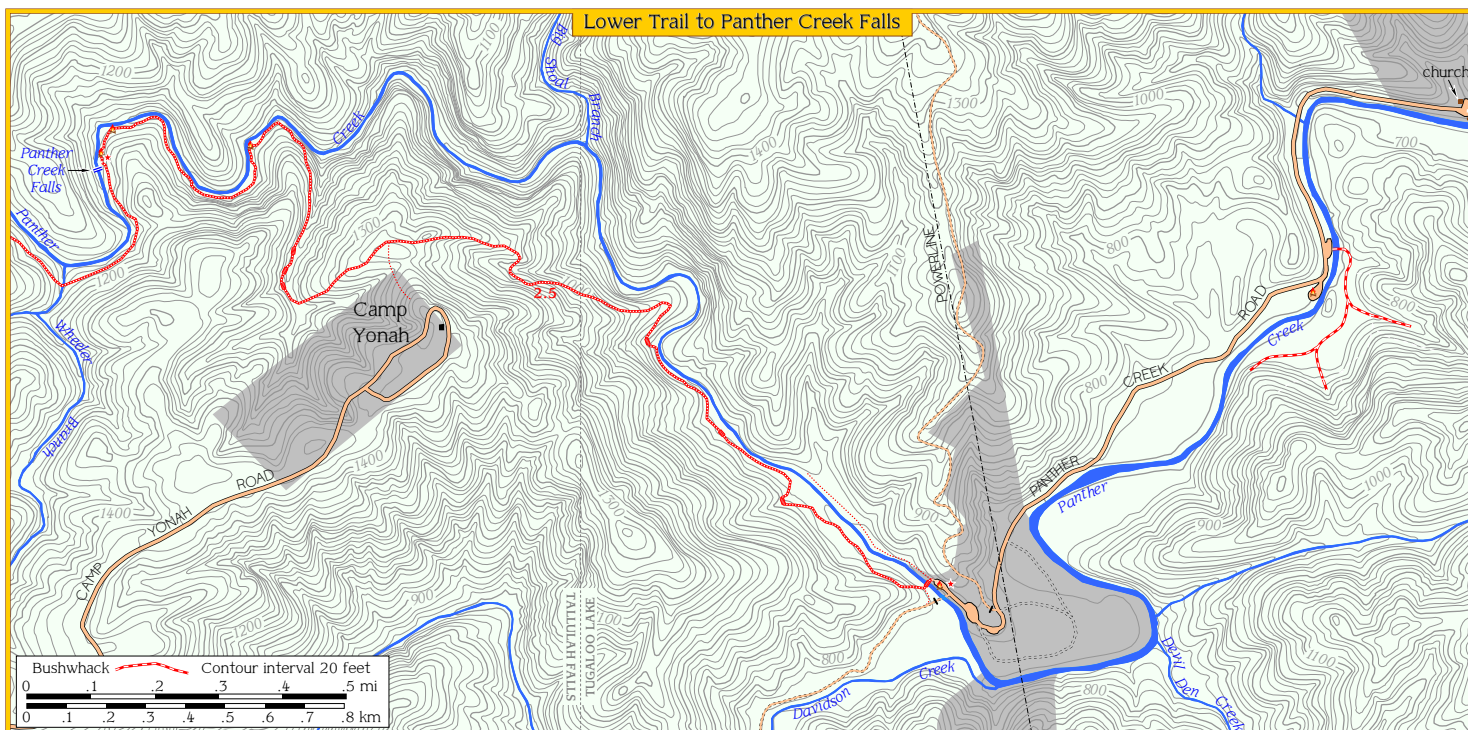 Lower Trail to Panther Creek Falls
Big
Shoal
Branch
1100
1200
Creek
1300
1000
church
700
Panther
Creek
Falls
Panther
1300
1200
800
POWERLINE
2.5
Camp
Yonah
ROAD
800
Creek
Wheeler
Branch
CREEK
800
1400
ROAD
PANTHER
Panther
1000
1400
YONAH
900
900
CAMP
900
1200
TALLULAH FALLS
TUGALOO LAKE
800
Davidson
Creek
Devil
Den
Creek
800
1100
Bushwhack
Contour interval 20 feet
0 .1 .2 .3 .4 .5 mi
0 .1 .2 .3 .4 .5 .6 .7 .8 km